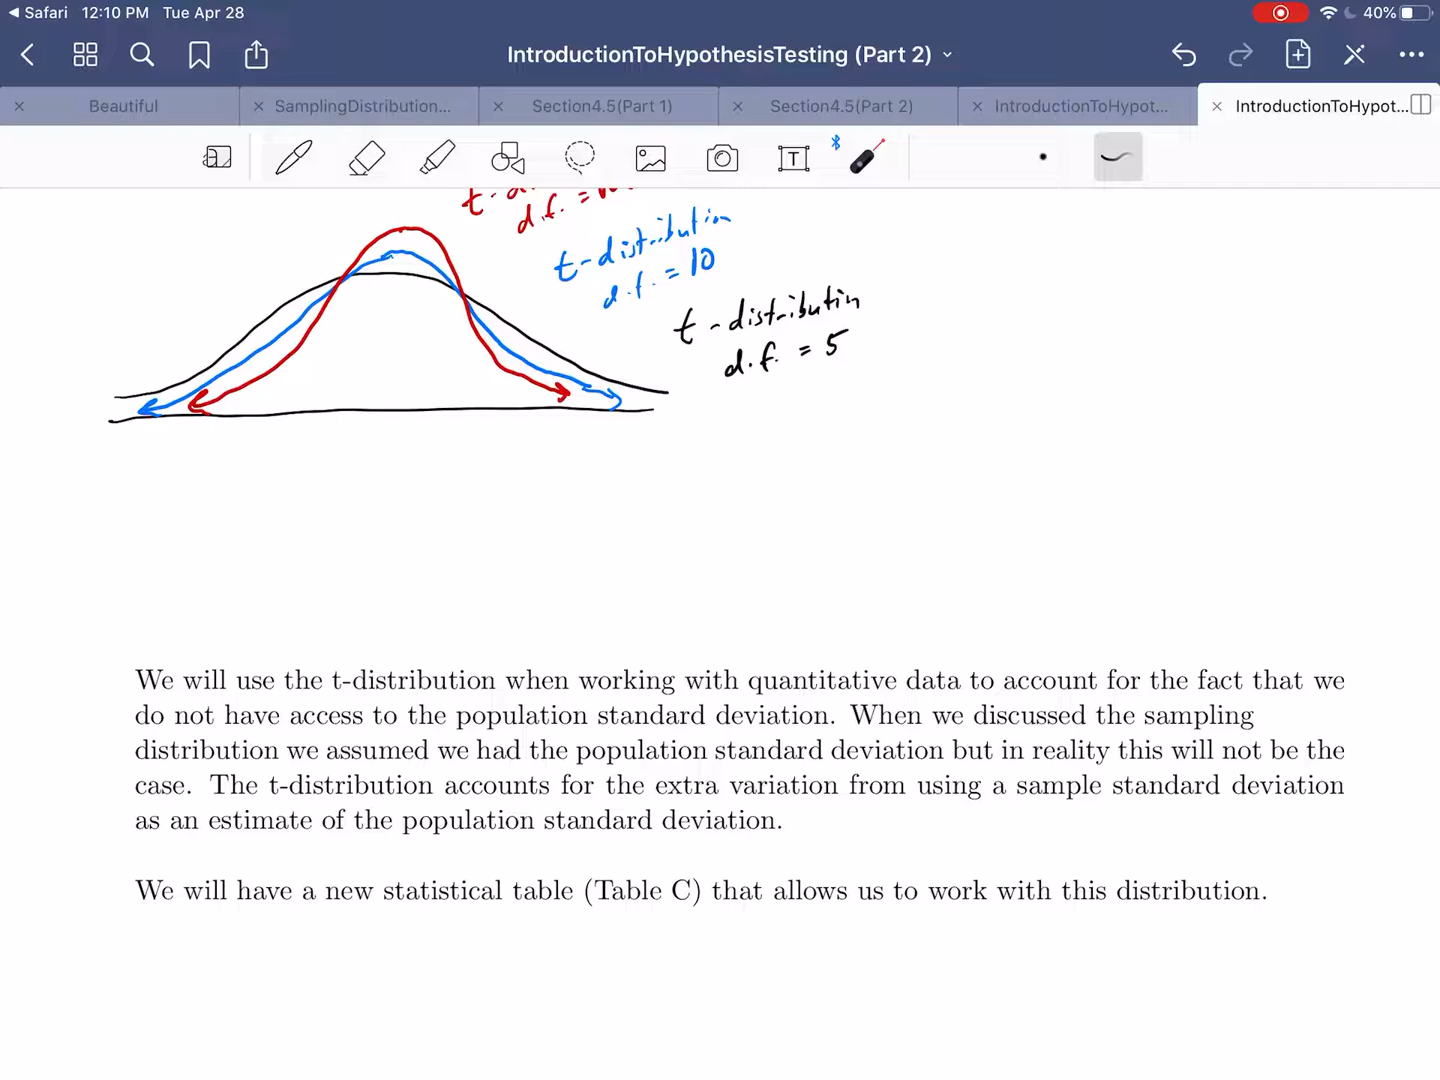 Safari 12:10 PM Tue Apr 28
40%
IntroductionToHypothesisTesting (Part 2)
Beautiful
SamplingDistribution...
Section4.5(Part 1)
Section4.5(Part 2)
IntroductionToHypot...
IntroductionToHypot...
T
d.f. =
t-distribution
d.f. = 10
t-distributin
d.f. = 5
We will use the t-distribution when working with quantitative data to account for the fact that we
do not have access to the population standard deviation. When we discussed the sampling
distribution we assumed we had the population standard deviation but in reality this will not be the
case. The t-distribution accounts for the extra variation from using a sample standard deviation
as an estimate of the population standard deviation.
We will have a new statistical table (Table C) that allows us to work with this distribution.